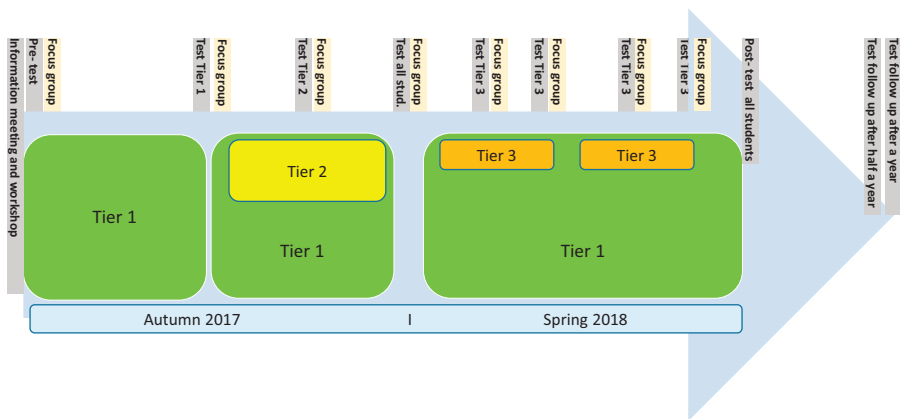 Information meeting and workshop
Pre- test
Focus group
Test Tier 1
Focus group
Test Tier 2
Focus group
Test all stud.
Focus group
Test Tier 3
Focus group
Test Tier 3
Focus group
Test Tier 3
Focus group
Test Tier 3
Focus group
Post- test all students
Test follow up after half a year
Test follow up after a year
Tier 1
Tier 2
Tier 1
Tier 3
Tier 3
Tier 1
Autumn 2017 I Spring 2018